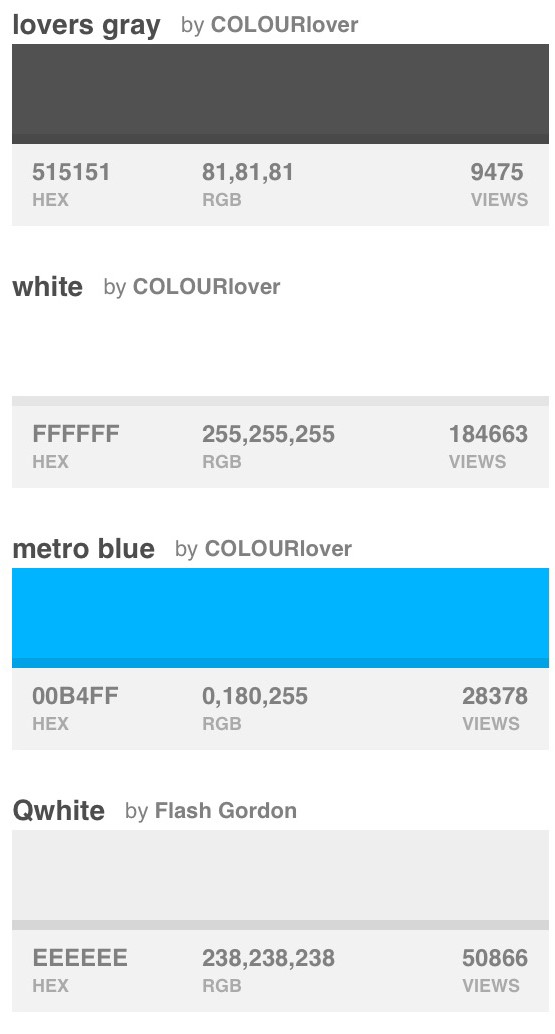 lovers gray by COLOURlover
515151 81,81,81 9475
HEX RGB VIEWS
white by COLOURlover
FFFFFF 255,255,255 184663
HEX RGB VIEWS
metro blue by COLOURlover
00B4FF 0,180,255 28378
HEX RGB VIEWS
Qwhite by Flash Gordon
EEEEEE 238,238,238 50866
HEX RGB VIEWS